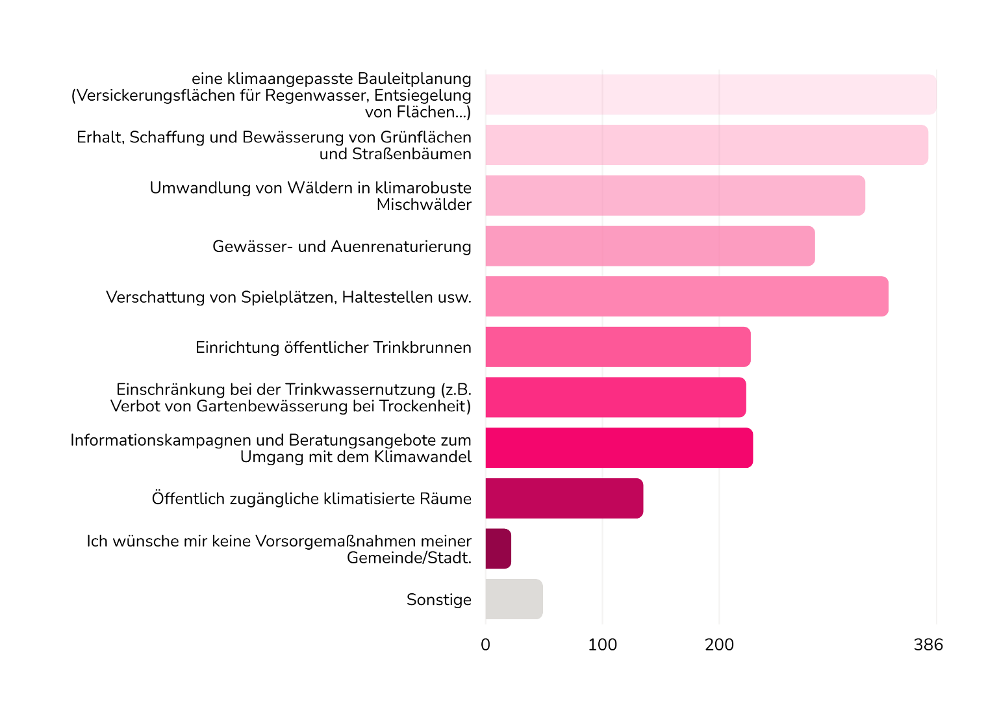 eine klimaangepasste Bauleitplanung
(Versickerungsflächen für Regenwasser, Entsiegelung
von Flächen...)
Erhalt, Schaffung und Bewässerung von Grünflächen
und Straßenbäumen
Umwandlung von Wäldern in klimarobuste
Mischwälder
Gewässer- und Auenrenaturierung
Verschattung von Spielplätzen, Haltestellen usw.
Einrichtung öffentlicher Trinkbrunnen
Einschränkung bei der Trinkwassernutzung (z.B.
Verbot von Gartenbewässerung bei Trockenheit)
Informationskampagnen und Beratungsangebote zum
Umgang mit dem Klimawandel
Öffentlich zugängliche klimatisierte Räume
Ich wünsche mir keine Vorsorgemaßnahmen meiner
Gemeinde/Stadt.
Sonstige
0 100 200 386